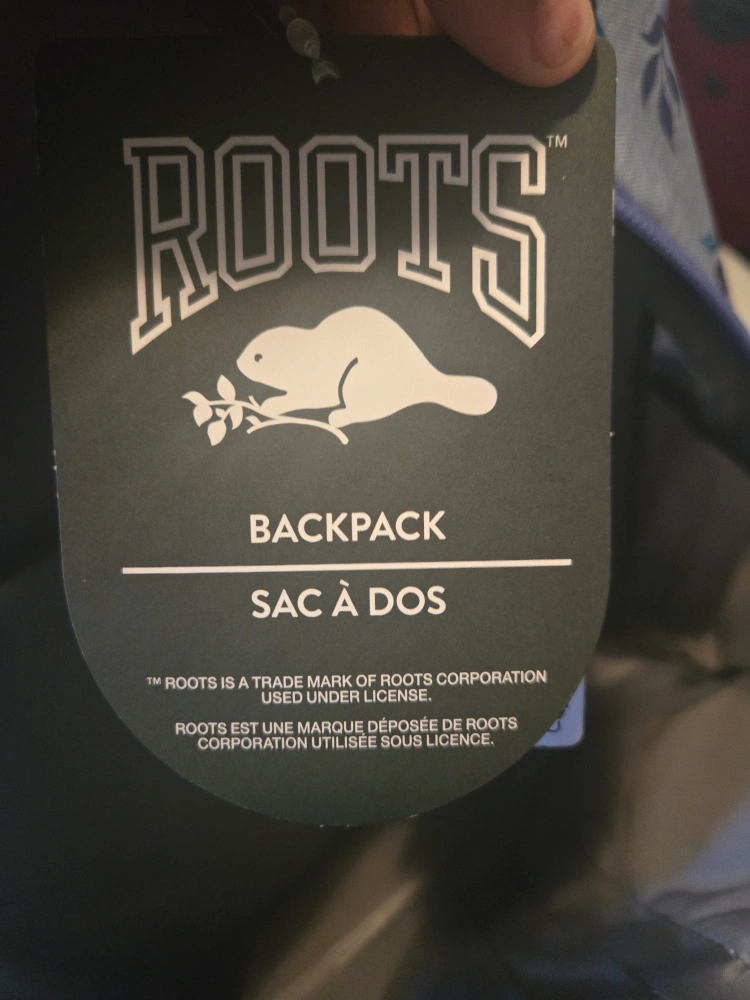 ROOTS™
BACKPACK
SAC À DOS
™ ROOTS IS A TRADE MARK OF ROOTS CORPORATION
USED UNDER LICENSE.
ROOTS EST UNE MARQUE DÉPOSÉE DE ROOTS
CORPORATION UTILISÉE SOUS LICENCE.